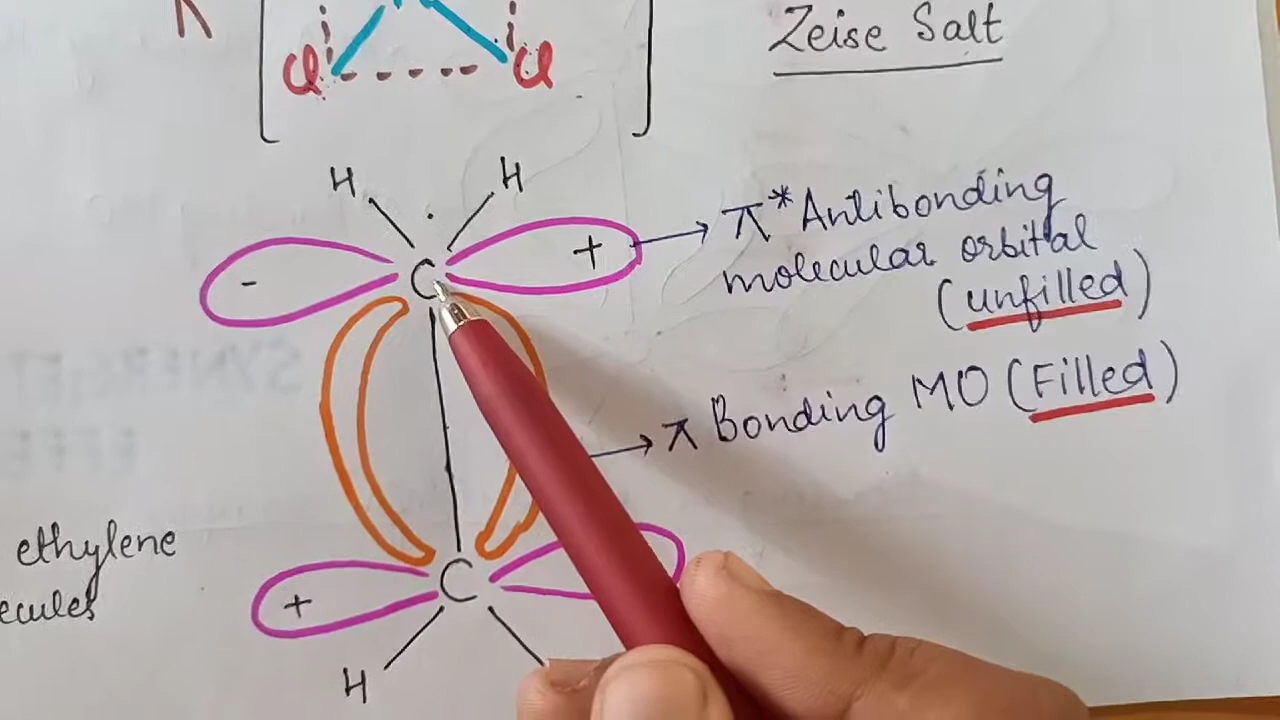 K
Cl Cl
Zeise Salt
H H
- C +
π* Antibonding
molecular orbital
(unfilled)
π Bonding MO (Filled)
ethylene
ecules
+ C
H